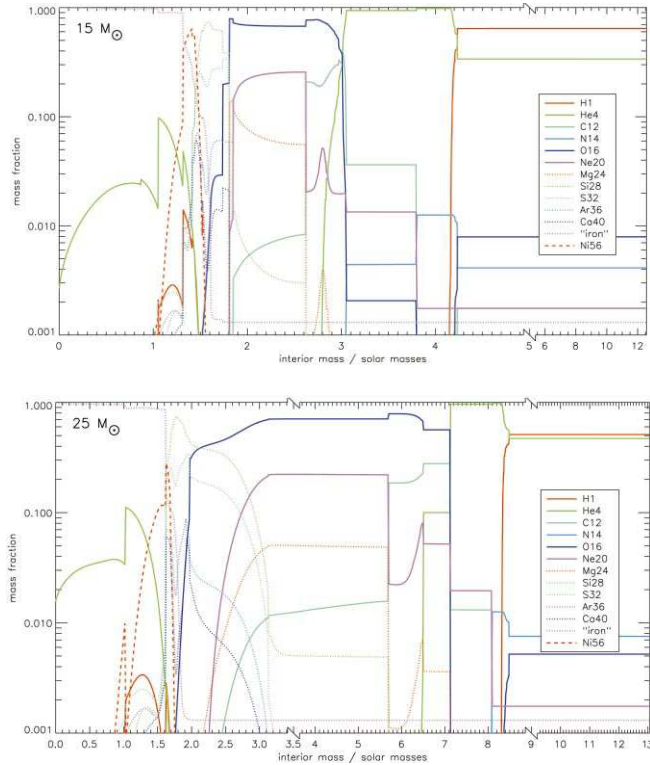 15 M⊙
1.000
0.100
0.010
0.001
mass fraction
H1
He4
C12
N14
O16
Ne20
Mg24
Si28
S32
Ar36
Ca40
"iron"
Ni56
0 1 2 3 4 5 6 7 8 9 10 11 12
interior mass / solar masses
25 M⊙
1.000
0.100
0.010
0.001
mass fraction
H1
He4
C12
N14
O16
Ne20
Mg24
Si28
S32
Ar36
Ca40
"iron"
Ni56
0.0 0.5 1.0 1.5 2.0 2.5 3.0 3.5 4 5 6 7 8 9 10 11 12 13
interior mass / solar masses